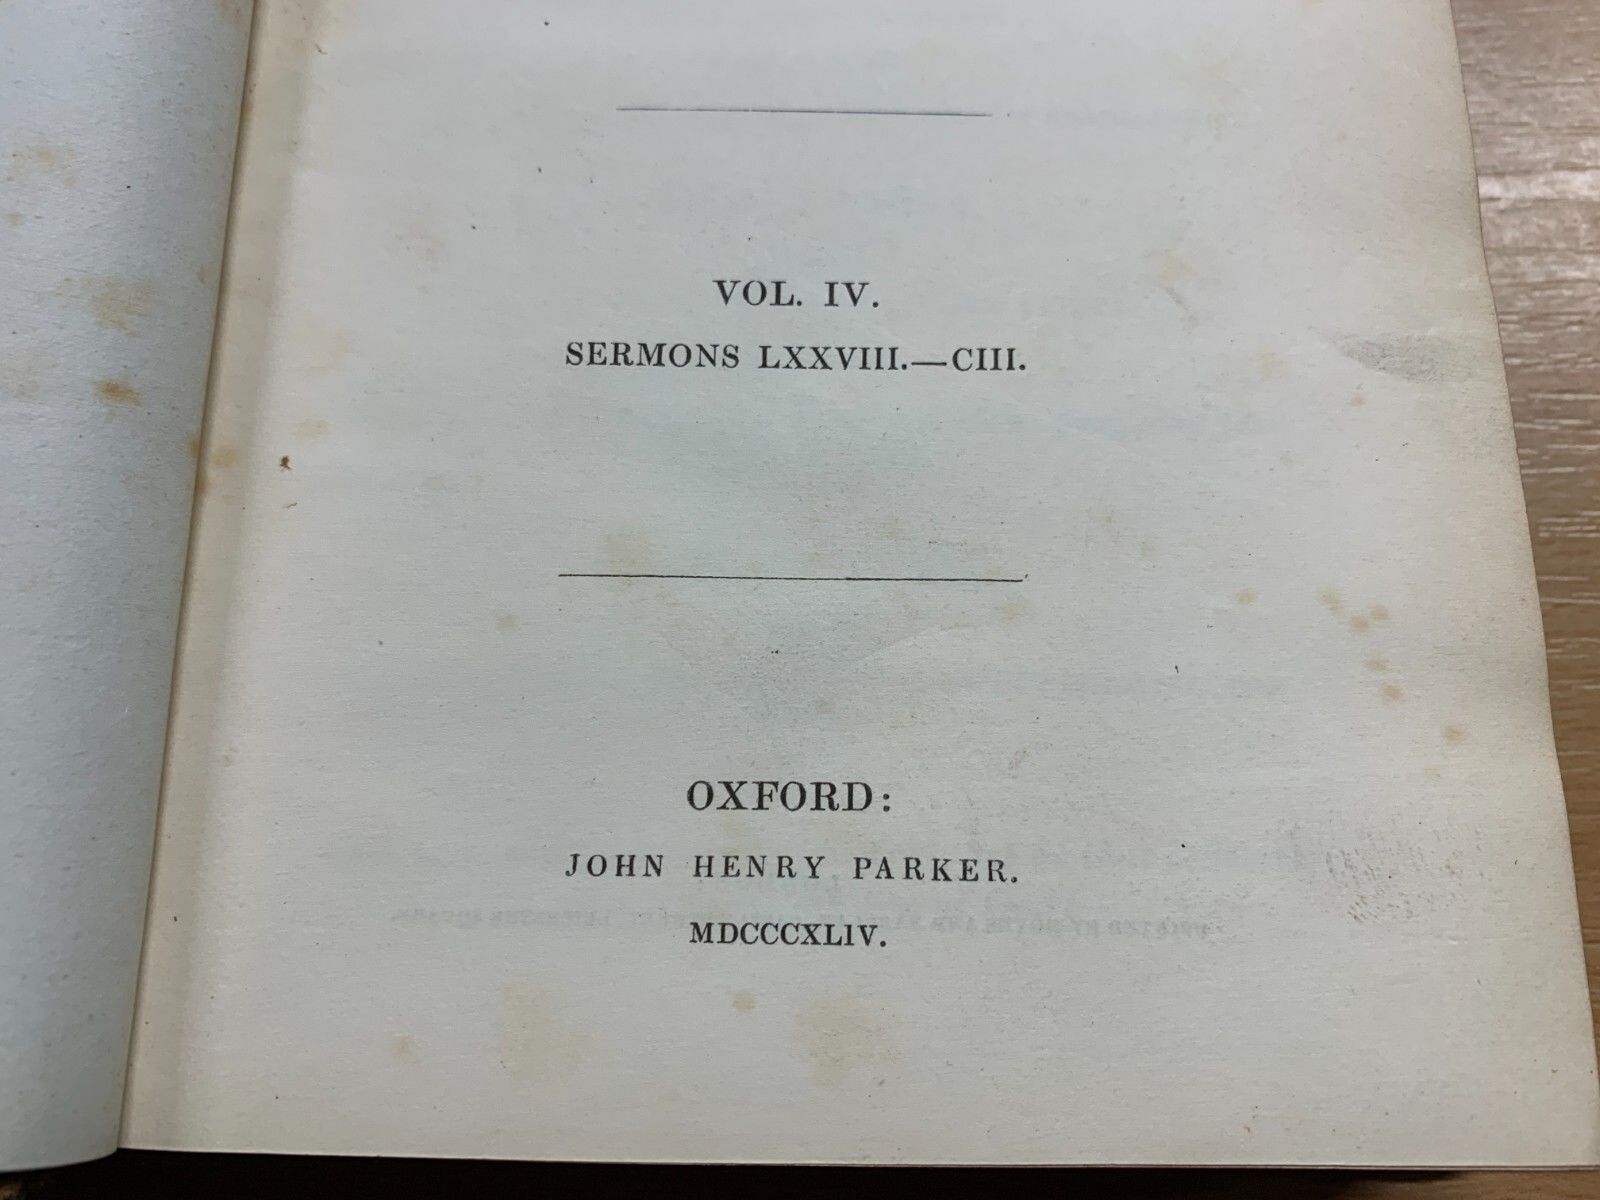 VOL. IV.
SERMONS LXXVIII.—CIII.
OXFORD:
JOHN HENRY PARKER.
MDCCCXLIV.